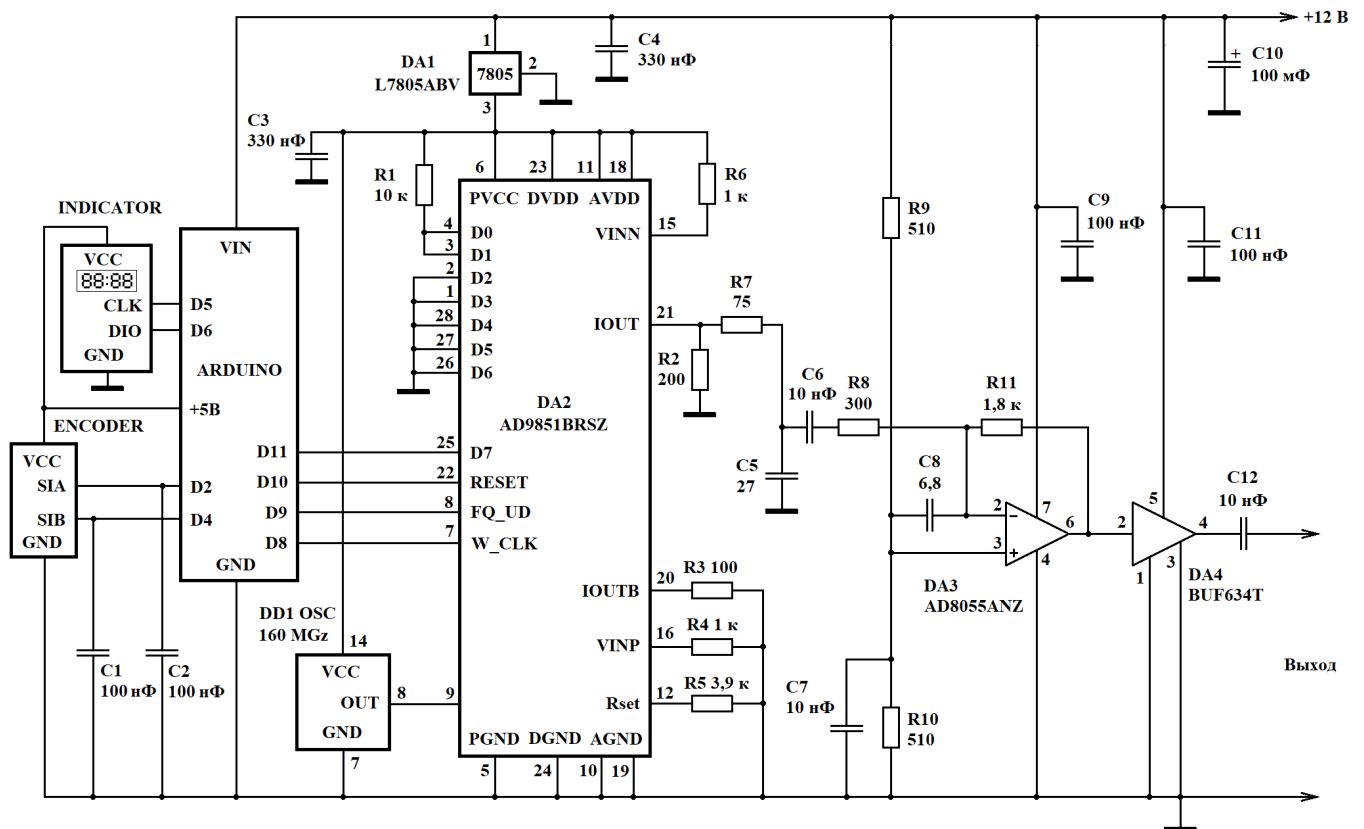 +12 В
DA1
L7805ABV
1
7805
2
3
C4
330 нФ
+
C10
100 мФ
C3
330 нФ
R1
10 к
6
23
11
18
PVCC
DVDD
AVDD
R6
1 к
15
VINN
R9
510
C9
100 нФ
C11
100 нФ
INDICATOR
VCC
88:88
CLK
DIO
GND
VIN
D5
D6
ARDUINO
+5В
ENCODER
VCC
SIA
SIB
GND
D11
D10
D2
D9
D4
D8
GND
4
D0
3
D1
2
D2
1
D3
28
D4
27
D5
26
D6
21
IOUT
R7
75
R2
200
DA2
AD9851BRSZ
C6
10 нФ
R8
300
R11
1,8 к
25
D7
22
RESET
8
FQ_UD
7
W_CLK
C5
27
C8
6,8
2
−
3
+
7
6
4
DA3
AD8055ANZ
5
2
4
1
3
DA4
BUF634T
C12
10 нФ
20
IOUTB
R3 100
16
VINP
R4 1 к
12
Rset
R5 3,9 к
DD1 OSC
160 MGz
14
VCC
OUT
8
9
GND
7
C1
100 нФ
C2
100 нФ
C7
10 нФ
R10
510
Выход
PGND
DGND
AGND
5
24
10
19